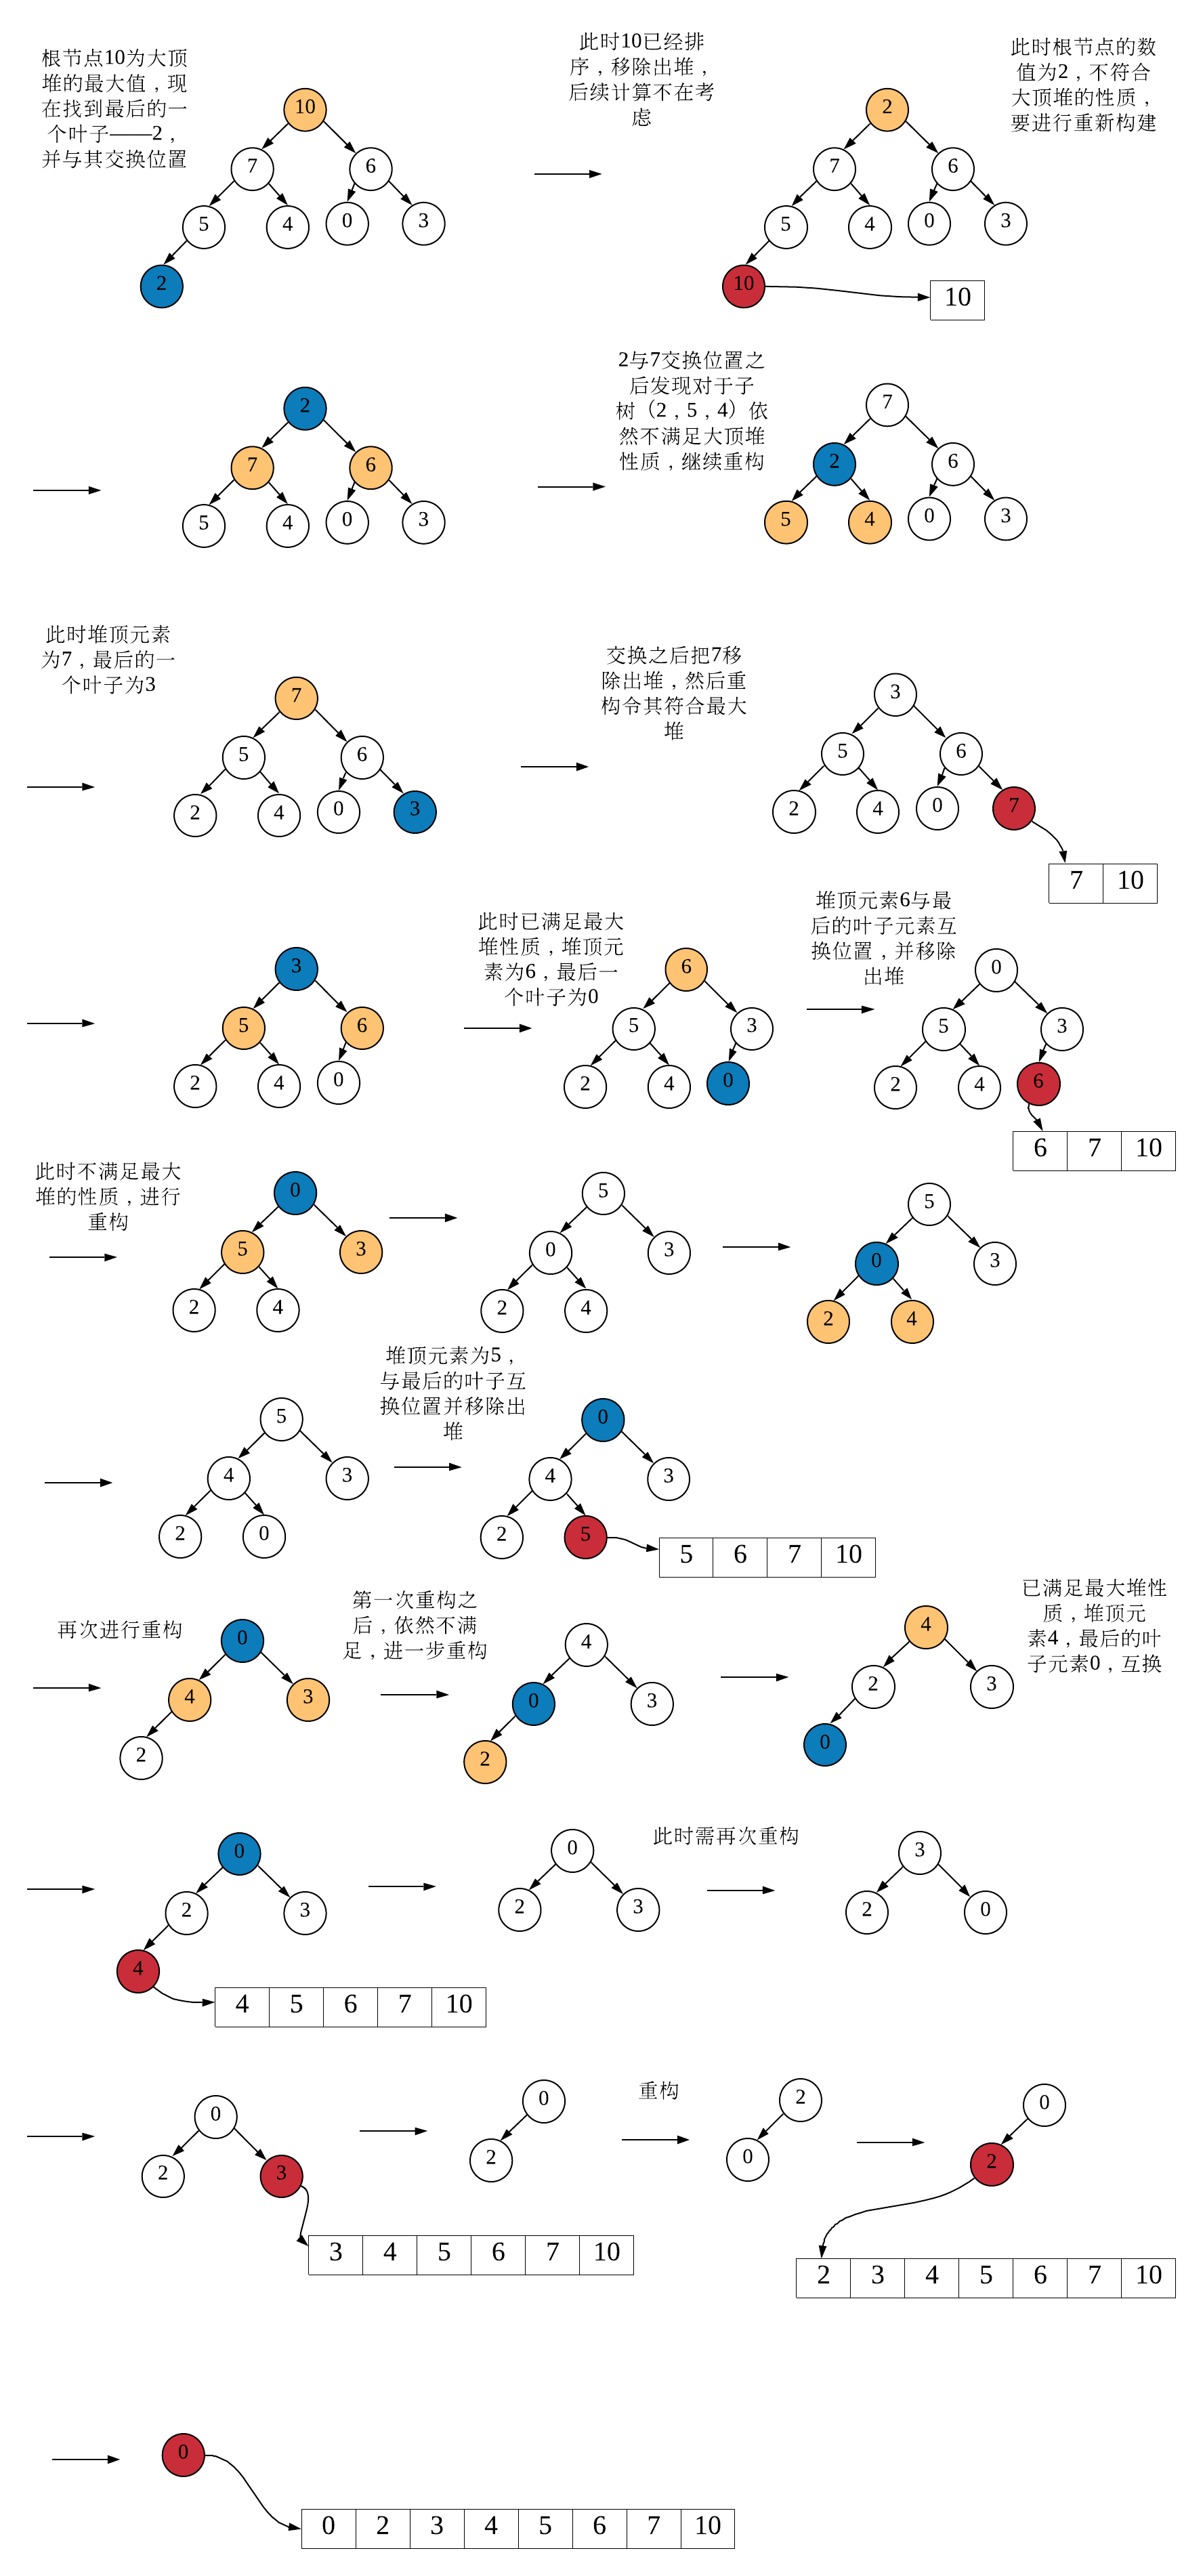 根节点10为大顶
堆的最大值，现
在找到最后的一
个叶子——2，
并与其交换位置
10
7
6
5
4
0
3
2
此时10已经排
序，移除出堆，
后续计算不在考
虑
此时根节点的数
值为2，不符合
大顶堆的性质，
要进行重新构建
2
7
6
5
4
0
3
10
10
2
7
6
5
4
0
3
2与7交换位置之
后发现对于子
树（2，5，4）依
然不满足大顶堆
性质，继续重构
7
2
6
5
4
0
3
此时堆顶元素
为7，最后的一
个叶子为3
7
5
6
2
4
0
3
交换之后把7移
除出堆，然后重
构令其符合最大
堆
3
5
6
2
4
0
7
7 10
3
5
6
2
4
0
此时已满足最大
堆性质，堆顶元
素为6，最后一
个叶子为0
6
5
3
2
4
0
堆顶元素6与最
后的叶子元素互
换位置，并移除
出堆
0
5
3
2
4
6
6 7 10
此时不满足最大
堆的性质，进行
重构
0
5
3
2
4
5
0
3
2
4
5
0
3
2
4
5
4
3
2
0
堆顶元素为5，
与最后的叶子互
换位置并移除出
堆
0
4
3
2
5
5 6 7 10
再次进行重构
0
4
3
2
第一次重构之
后，依然不满
足，进一步重构
4
0
3
2
4
2
3
0
已满足最大堆性
质，堆顶元
素4，最后的叶
子元素0，互换
0
2
3
4
4 5 6 7 10
0
2
3
此时需再次重构
3
2
0
0
2
3
3 4 5 6 7 10
0
2
重构
2
0
0
2
2 3 4 5 6 7 10
0
0 2 3 4 5 6 7 10